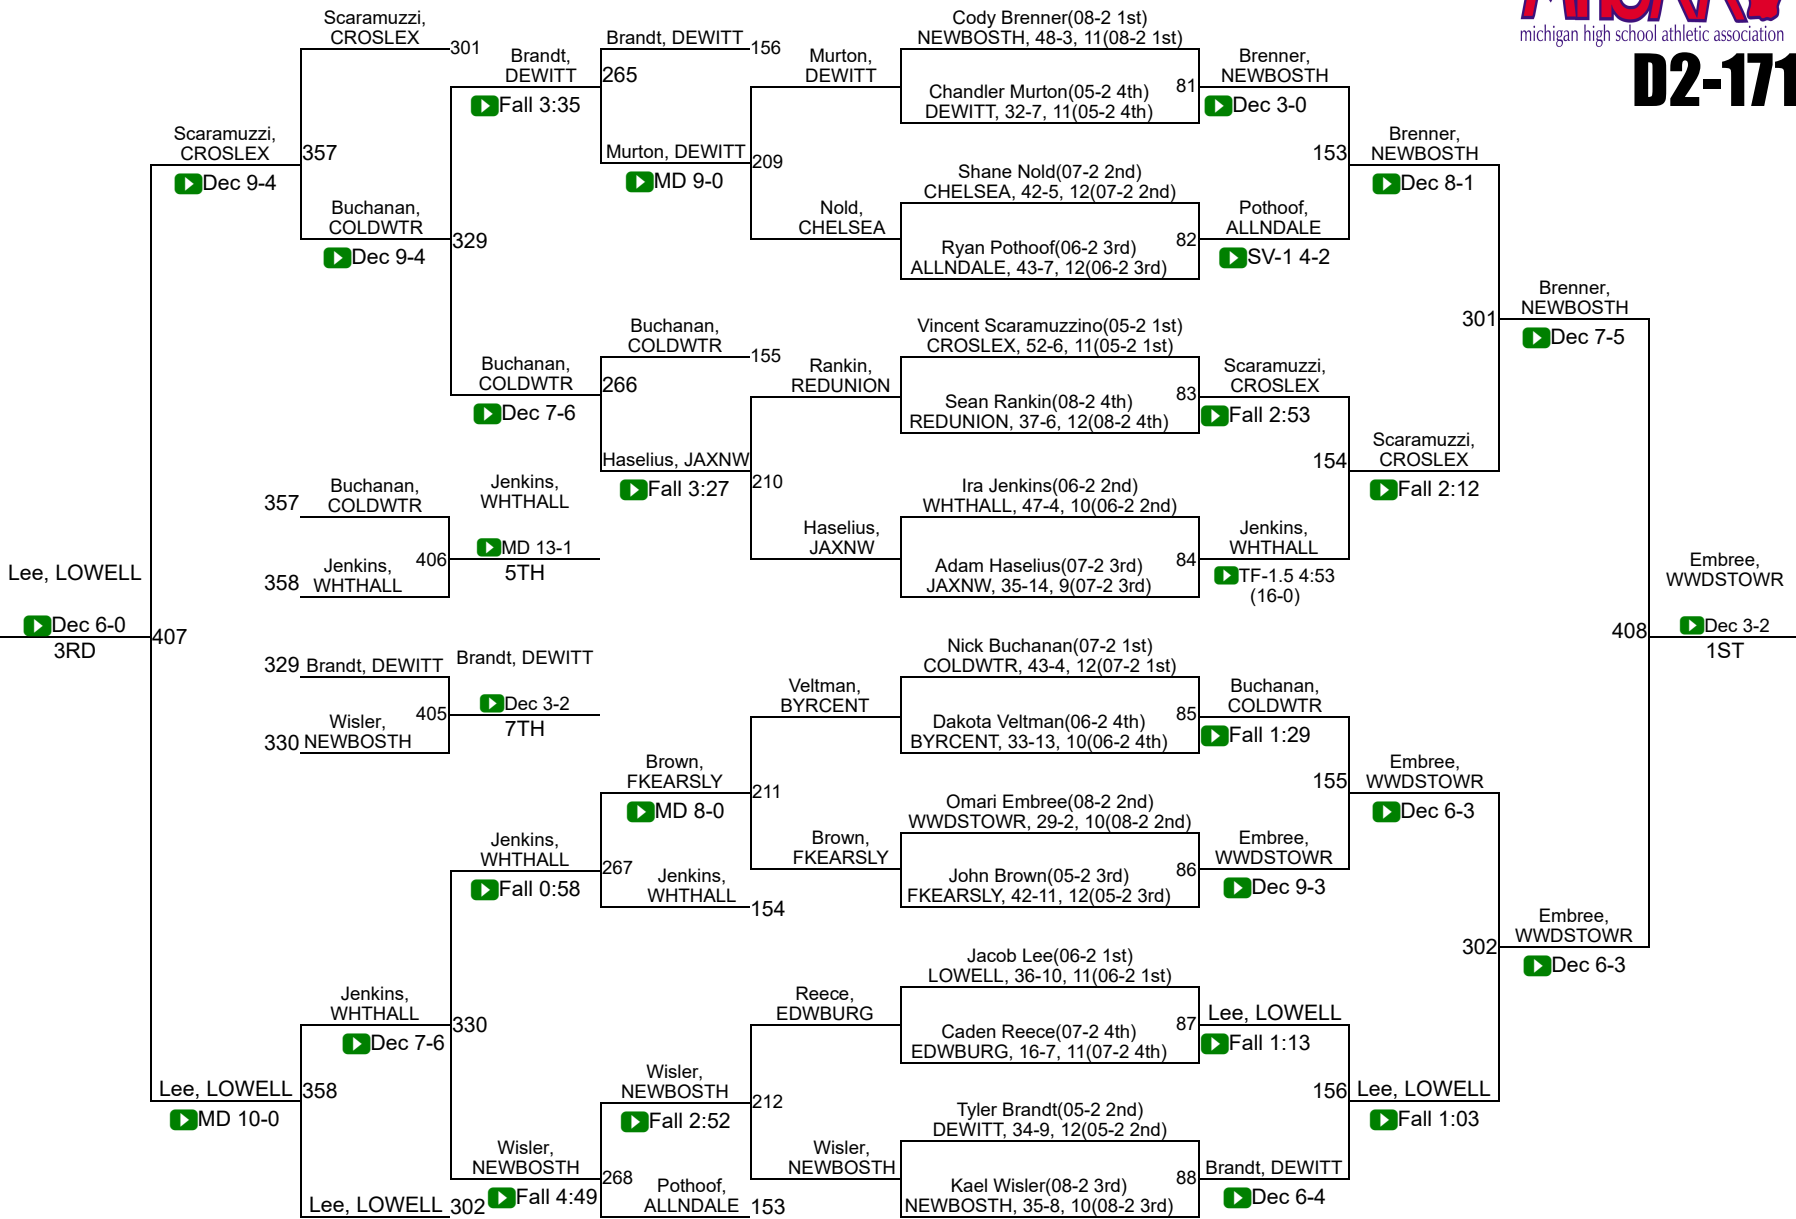 MHSAA
michigan high school athletic association
D2-171
Scaramuzzi,
CROSLEX
301
Brandt,
DEWITT
Fall 3:35
Brandt, DEWITT
156
265
Murton, DEWITT
MD 9-0
209
Murton,
DEWITT
Nold,
CHELSEA
Cody Brenner(08-2 1st)
NEWBOSTH, 48-3, 11(08-2 1st)
Chandler Murton(05-2 4th)
DEWITT, 32-7, 11(05-2 4th)
81
Brenner,
NEWBOSTH
Dec 3-0
Shane Nold(07-2 2nd)
CHELSEA, 42-5, 12(07-2 2nd)
Ryan Pothoof(06-2 3rd)
ALLNDALE, 43-7, 12(06-2 3rd)
82
Pothoof,
ALLNDALE
SV-1 4-2
153
Brenner,
NEWBOSTH
Dec 8-1
Scaramuzzi,
CROSLEX
Dec 9-4
357
Buchanan,
COLDWTR
Dec 9-4
329
Buchanan,
COLDWTR
Dec 7-6
Buchanan,
COLDWTR
155
266
Haselius, JAXNW
Fall 3:27
210
Rankin,
REDUNION
Haselius,
JAXNW
Vincent Scaramuzzino(05-2 1st)
CROSLEX, 52-6, 11(05-2 1st)
Sean Rankin(08-2 4th)
REDUNION, 37-6, 12(08-2 4th)
83
Scaramuzzi,
CROSLEX
Fall 2:53
Ira Jenkins(06-2 2nd)
WHTHALL, 47-4, 10(06-2 2nd)
Adam Haselius(07-2 3rd)
JAXNW, 35-14, 9(07-2 3rd)
84
Jenkins,
WHTHALL
TF-1.5 4:53
(16-0)
154
Scaramuzzi,
CROSLEX
Fall 2:12
301
Brenner,
NEWBOSTH
Dec 7-5
357
Buchanan,
COLDWTR
358
Jenkins,
WHTHALL
406
Jenkins,
WHTHALL
MD 13-1
5TH
Lee, LOWELL
Dec 6-0
3RD
407
329
Brandt, DEWITT
330
Wisler,
NEWBOSTH
405
Brandt, DEWITT
Dec 3-2
7TH
408
Embree,
WWDSTOWR
Dec 3-2
1ST
Veltman,
BYRCENT
Brown,
FKEARSLY
Nick Buchanan(07-2 1st)
COLDWTR, 43-4, 12(07-2 1st)
Dakota Veltman(06-2 4th)
BYRCENT, 33-13, 10(06-2 4th)
85
Buchanan,
COLDWTR
Fall 1:29
Omari Embree(08-2 2nd)
WWDSTOWR, 29-2, 10(08-2 2nd)
John Brown(05-2 3rd)
FKEARSLY, 42-11, 12(05-2 3rd)
86
Embree,
WWDSTOWR
Dec 9-3
155
Embree,
WWDSTOWR
Dec 6-3
Brown,
FKEARSLY
MD 8-0
211
Jenkins,
WHTHALL
Fall 0:58
267
Jenkins,
WHTHALL
154
302
Embree,
WWDSTOWR
Dec 6-3
Jenkins,
WHTHALL
Dec 7-6
330
Reece,
EDWBURG
Wisler,
NEWBOSTH
Jacob Lee(06-2 1st)
LOWELL, 36-10, 11(06-2 1st)
Caden Reece(07-2 4th)
EDWBURG, 16-7, 11(07-2 4th)
87
Lee, LOWELL
Fall 1:13
Tyler Brandt(05-2 2nd)
DEWITT, 34-9, 12(05-2 2nd)
Kael Wisler(08-2 3rd)
NEWBOSTH, 35-8, 10(08-2 3rd)
88
Brandt, DEWITT
Dec 6-4
156
Lee, LOWELL
Fall 1:03
Lee, LOWELL
MD 10-0
358
Wisler,
NEWBOSTH
Fall 2:52
212
Wisler,
NEWBOSTH
Fall 4:49
268
Pothoof,
ALLNDALE
153
Lee, LOWELL
302